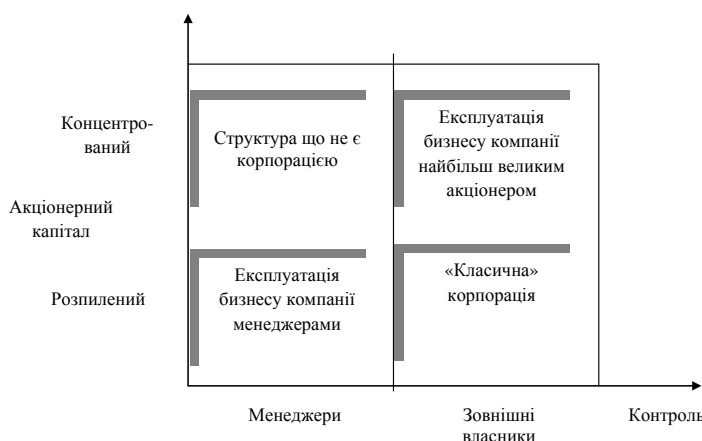 Концентро-
ваний
Структура що не є
корпорацією
Експлуатація
бизнесу компанії
найбільш великим
акціонером
Акціонерний
капітал
Розпилений
Експлуатація
бизнесу компанії
менеджерами
«Класична»
корпорація
Менеджери
Зовнішні
власники
Контроль